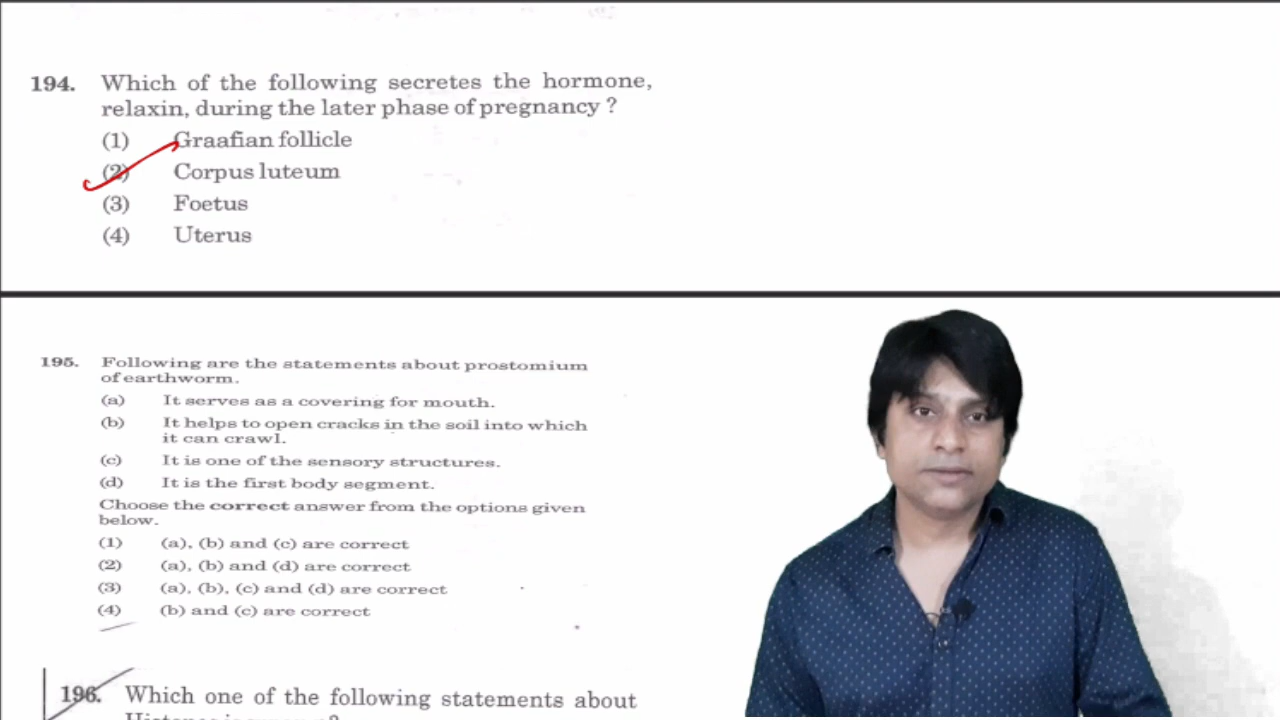 194. Which of the following secretes the hormone,
relaxin, during the later phase of pregnancy ?
(1) Graafian follicle
(2) Corpus luteum
(3) Foetus
(4) Uterus
195. Following are the statements about prostomium
of earthworm.
(a) It serves as a covering for mouth.
(b) It helps to open cracks in the soil into which
it can crawl.
(c) It is one of the sensory structures.
(d) It is the first body segment.
Choose the correct answer from the options given
below.
(1) (a), (b) and (c) are correct
(2) (a), (b) and (d) are correct
(3) (a), (b), (c) and (d) are correct
(4) (b) and (c) are correct
196. Which one of the following statements about